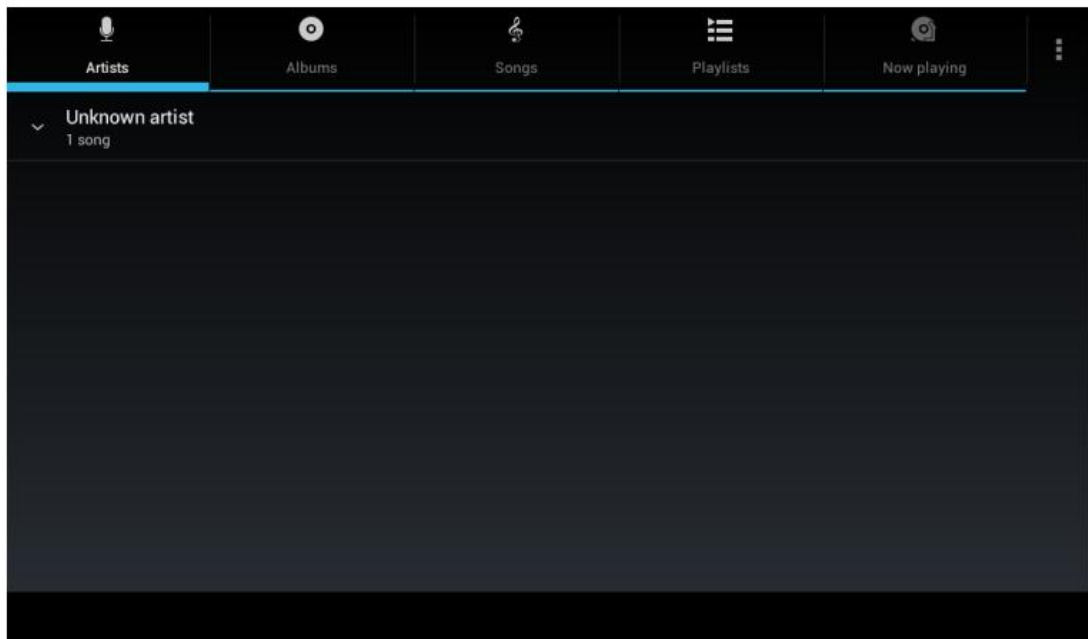 Artists
Albums
Songs
Playlists
Now playing
Unknown artist
1 song